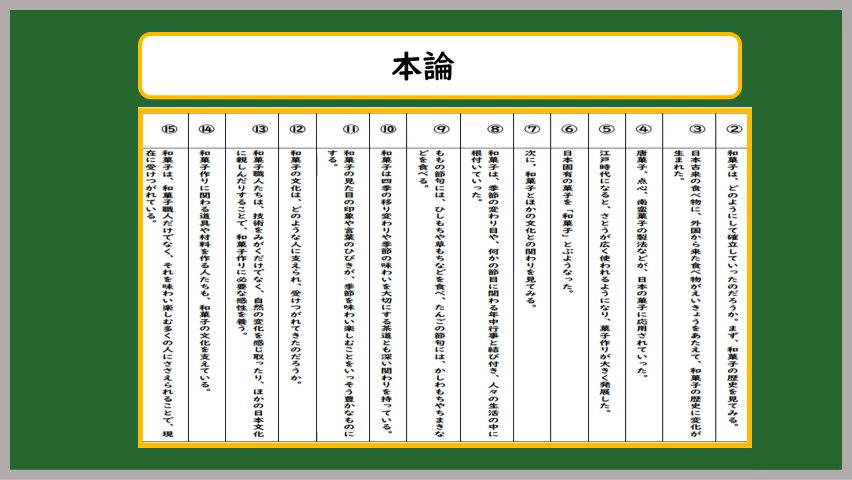 本論
②
和菓子は、どのようにして確立していったのだろうか。まず、和菓子の歴史を見てみる。
③
日本古来の食べ物に、外国から来た食べ物がえいきょうをあたえて、和菓子の歴史に変化が
生まれた。
④
唐菓子、点心、南蛮菓子の製法などが、日本の菓子に応用されていった。
⑤
江戸時代になると、さとうが広く使われるようになり、菓子作りが大きく発展した。
⑥
日本固有の菓子を「和菓子」とぶようなった。
⑦
次に、和菓子とほかの文化との関わりを見てみる。
⑧
和菓子は、季節の変わり目や、何かの節目に関わる年中行事と結び付き、人々の生活の中に
根付いていった。
⑨
ももの節句には、ひしもちや草もちなどを食べ、たんごの節句には、かしわもちやちまきな
どを食べる。
⑩
和菓子は四季の移り変わりや季節の味わいを大切にする茶道とも深い関わりを持っている。
⑪
和菓子の見た目の印象や言葉のひびきが、季節を味わい楽しむことをいっそう豊かなものに
する。
⑫
和菓子の文化は、どのような人に支えられ、受けつがれてきたのだろうか。
⑬
和菓子職人たちは、技術をみがくだけでなく、自然の変化を感じ取ったり、ほかの日本文化
に親しんだりすることで、和菓子作りに必要な感性を養う。
⑭
和菓子作りに関わる道具や材料を作る人たちも、和菓子の文化を支えている。
⑮
和菓子は、和菓子職人だけでなく、それを味わい楽しむ多くの人にささえられることで、現
在に受けつがれている。